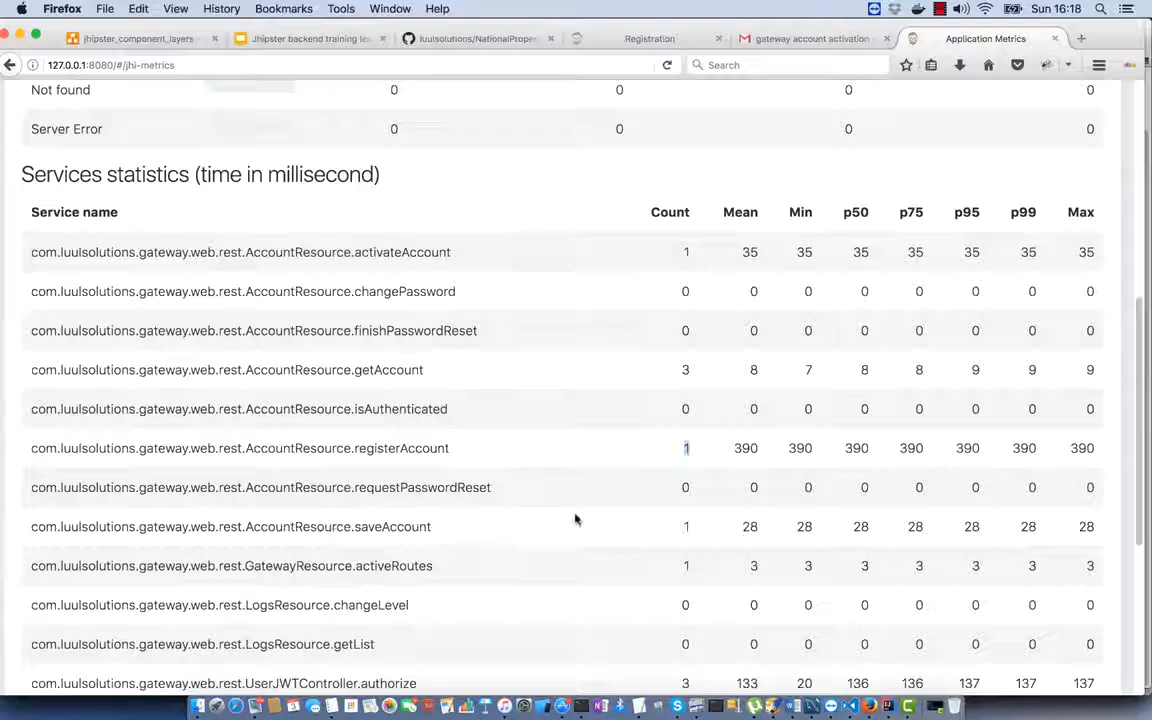 Firefox File Edit View History Bookmarks Tools Window Help Sun 16:18
jhipster_component_layers Jhipster backend training le luulsolutions/NationalPrope Registration gateway account activation Application Metrics
127.0.0.1:8080/#/jhi-metrics Search
Not found 0 0 0 0
Server Error 0 0 0 0
Services statistics (time in millisecond)
Service name Count Mean Min p50 p75 p95 p99 Max
com.luulsolutions.gateway.web.rest.AccountResource.activateAccount 1 35 35 35 35 35 35 35
com.luulsolutions.gateway.web.rest.AccountResource.changePassword 0 0 0 0 0 0 0 0
com.luulsolutions.gateway.web.rest.AccountResource.finishPasswordReset 0 0 0 0 0 0 0 0
com.luulsolutions.gateway.web.rest.AccountResource.getAccount 3 8 7 8 8 9 9 9
com.luulsolutions.gateway.web.rest.AccountResource.isAuthenticated 0 0 0 0 0 0 0 0
com.luulsolutions.gateway.web.rest.AccountResource.registerAccount 1 390 390 390 390 390 390 390
com.luulsolutions.gateway.web.rest.AccountResource.requestPasswordReset 0 0 0 0 0 0 0 0
com.luulsolutions.gateway.web.rest.AccountResource.saveAccount 1 28 28 28 28 28 28 28
com.luulsolutions.gateway.web.rest.GatewayResource.activeRoutes 1 3 3 3 3 3 3 3
com.luulsolutions.gateway.web.rest.LogsResource.changeLevel 0 0 0 0 0 0 0 0
com.luulsolutions.gateway.web.rest.LogsResource.getList 0 0 0 0 0 0 0 0
com.luulsolutions.gateway.web.rest.UserJWTController.authorize 3 133 20 136 136 137 137 137